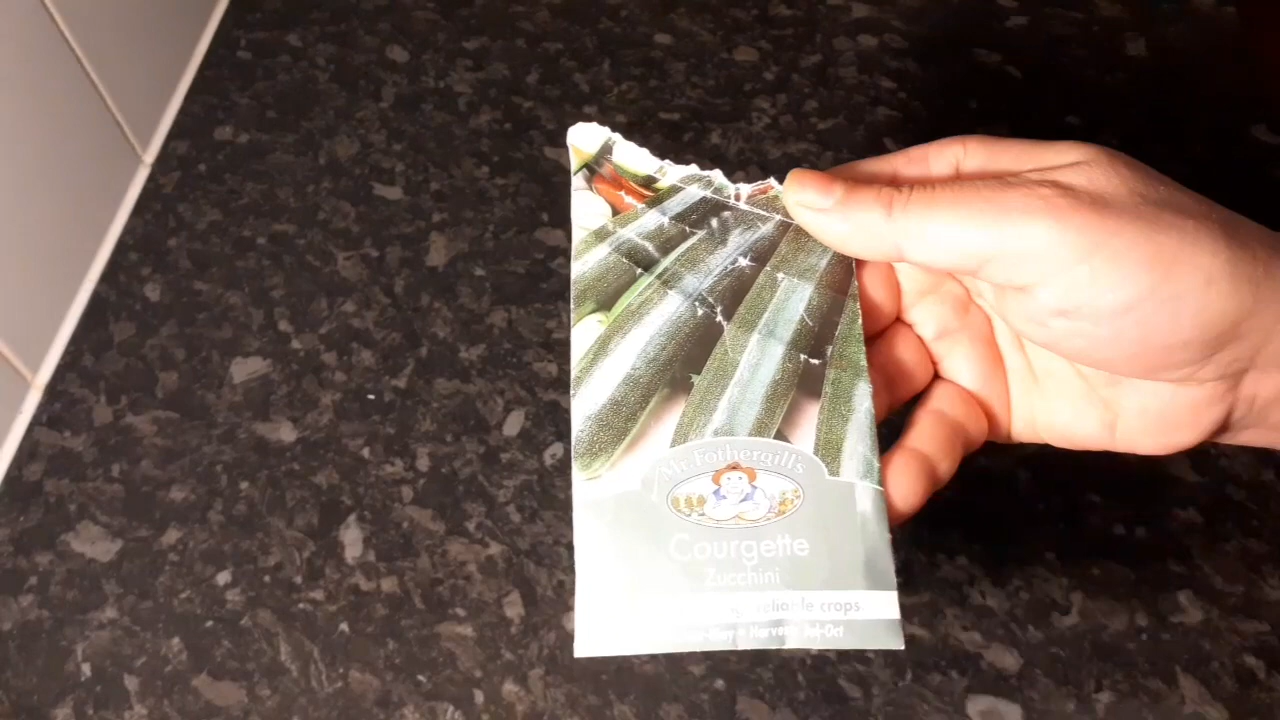 Mr. Fothergill's
Courgette
Zucchini
reliable crops
Harvest Jul-Oct